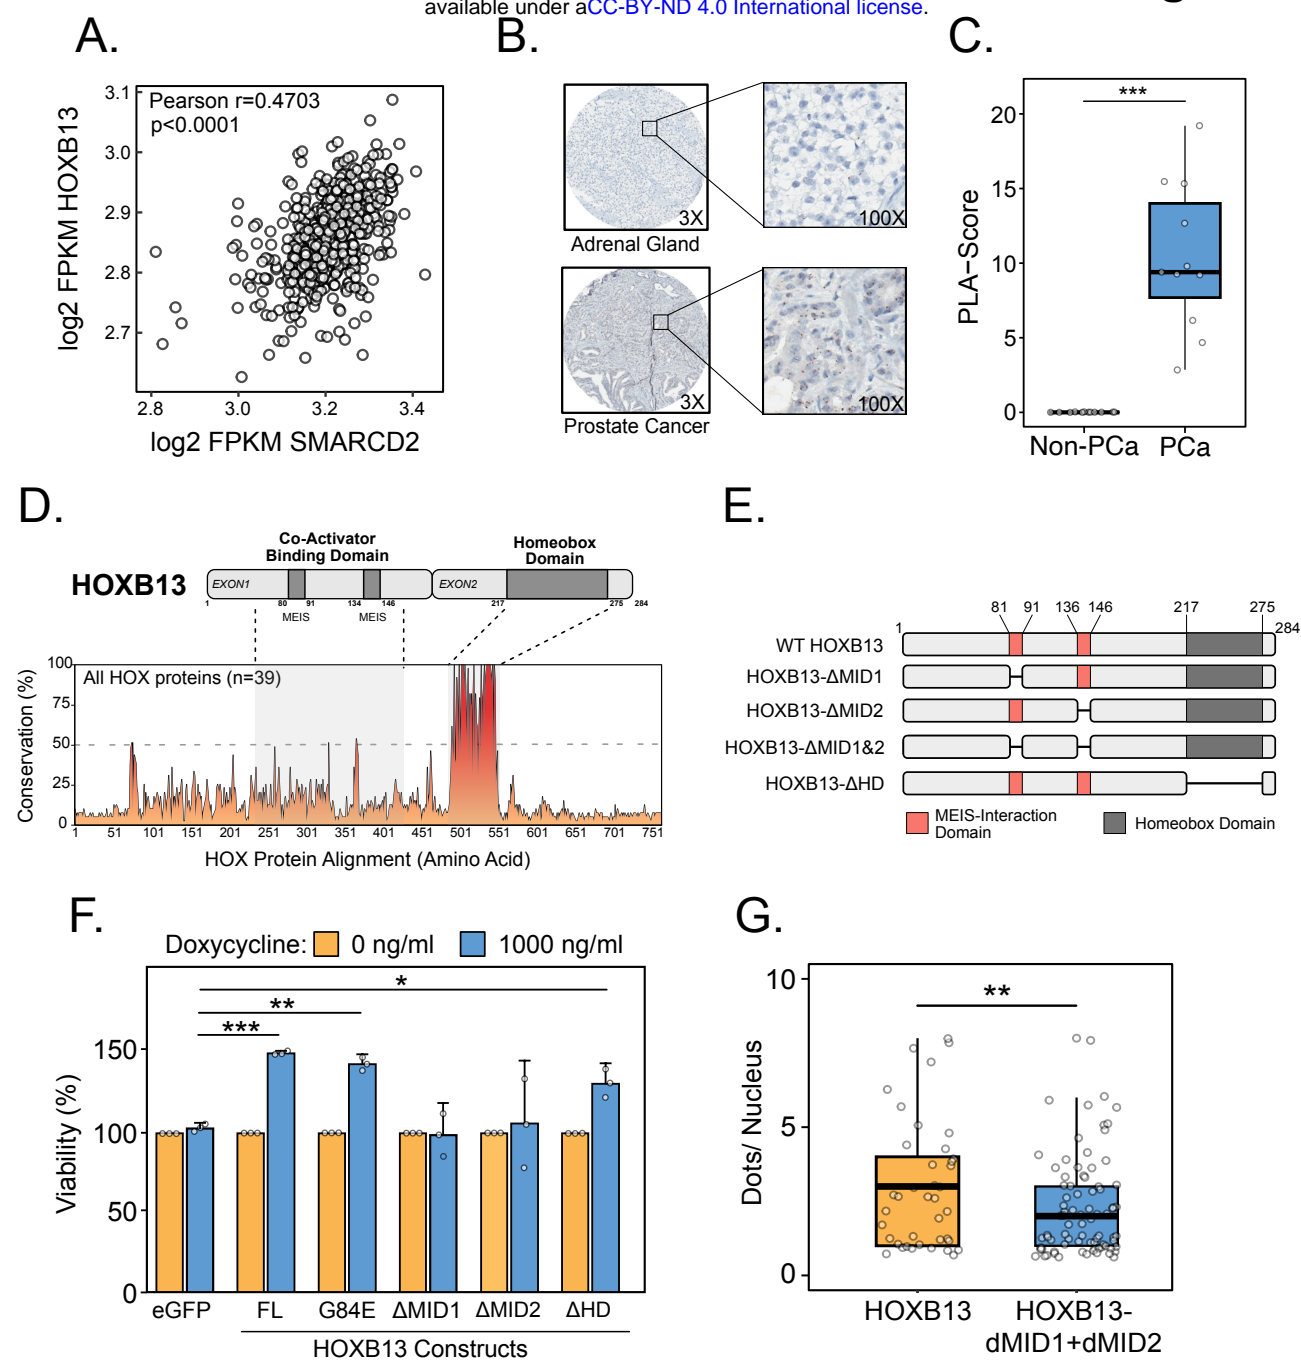 available under aCC-BY-ND 4.0 International license.
A.
Pearson r=0.4703
p<0.0001
log2 FPKM HOXB13
3.1
3.0
2.9
2.8
2.7
2.8 3.0 3.2 3.4
log2 FPKM SMARCD2
B.
3X
100X
Adrenal Gland
3X
100X
Prostate Cancer
C.
***
PLA−Score
20
15
10
5
0
Non-PCa PCa
D.
Co-Activator
Binding Domain
Homeobox
Domain
HOXB13
EXON1 EXON2
1 80 91 134 146 217 275 284
MEIS MEIS
All HOX proteins (n=39)
Conservation (%)
100
75
50
25
0
1 51 101 151 201 251 301 351 401 451 501 551 601 651 701 751
HOX Protein Alignment (Amino Acid)
E.
81 91 136 146 217 275
1 284
WT HOXB13
HOXB13-ΔMID1
HOXB13-ΔMID2
HOXB13-ΔMID1&2
HOXB13-ΔHD
MEIS-Interaction
Domain
Homeobox Domain
F.
Doxycycline: 0 ng/ml 1000 ng/ml
*
**
***
Viability (%)
150
100
50
0
eGFP FL G84E ΔMID1 ΔMID2 ΔHD
HOXB13 Constructs
G.
**
Dots/ Nucleus
10
5
0
HOXB13 HOXB13-
dMID1+dMID2